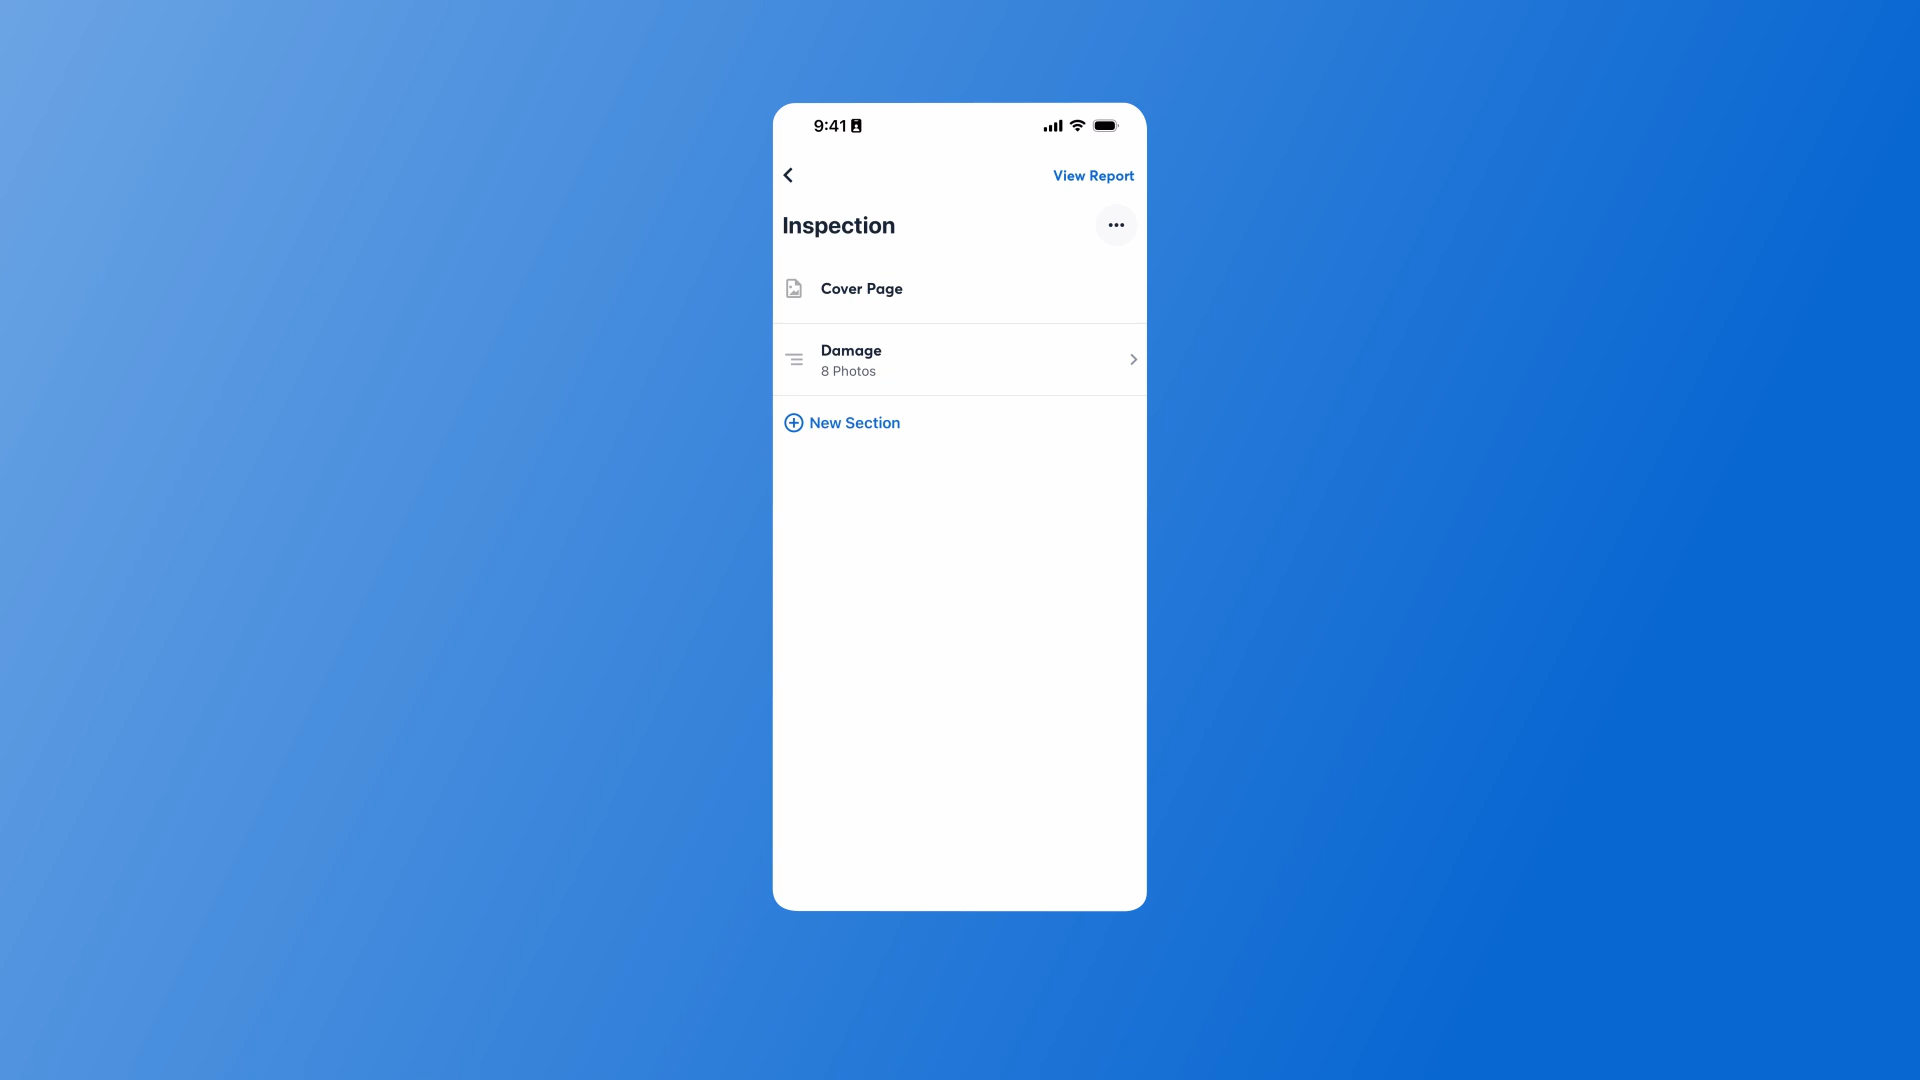 9:41
View Report
Inspection
Cover Page
Damage
8 Photos
New Section